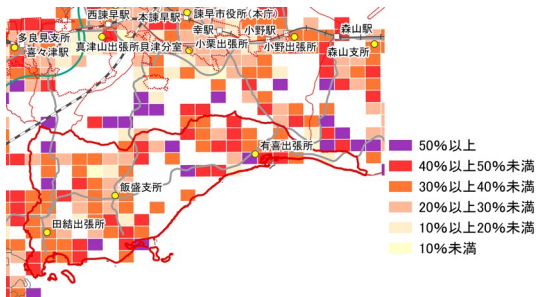 西諫早駅
本諫早駅
諫早市役所(本庁)
多良見支所
幸駅
小野駅
森山駅
喜々津駅
真津山出張所
貝津分室
小栗出張所
小野出張所
森山支所
有喜出張所
飯盛支所
田結出張所
50%以上
40%以上50%未満
30%以上40%未満
20%以上30%未満
10%以上20%未満
10%未満